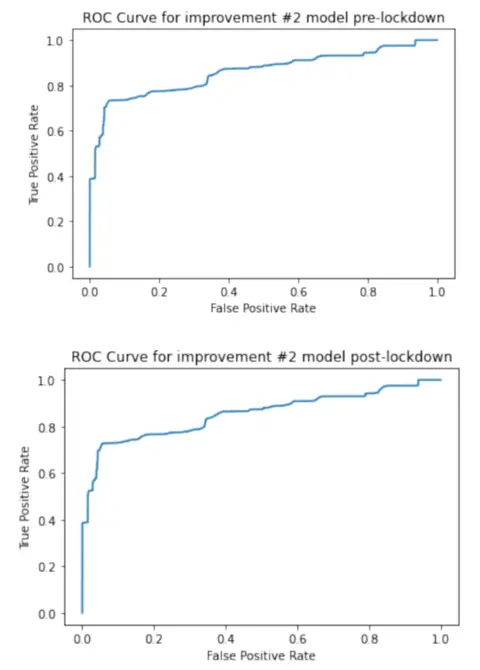 ROC Curve for improvement #2 model pre-lockdown
1.0
0.8
0.6
0.4
0.2
0.0
True Positive Rate
0.0 0.2 0.4 0.6 0.8 1.0
False Positive Rate
ROC Curve for improvement #2 model post-lockdown
1.0
0.8
0.6
0.4
0.2
0.0
True Positive Rate
0.0 0.2 0.4 0.6 0.8 1.0
False Positive Rate